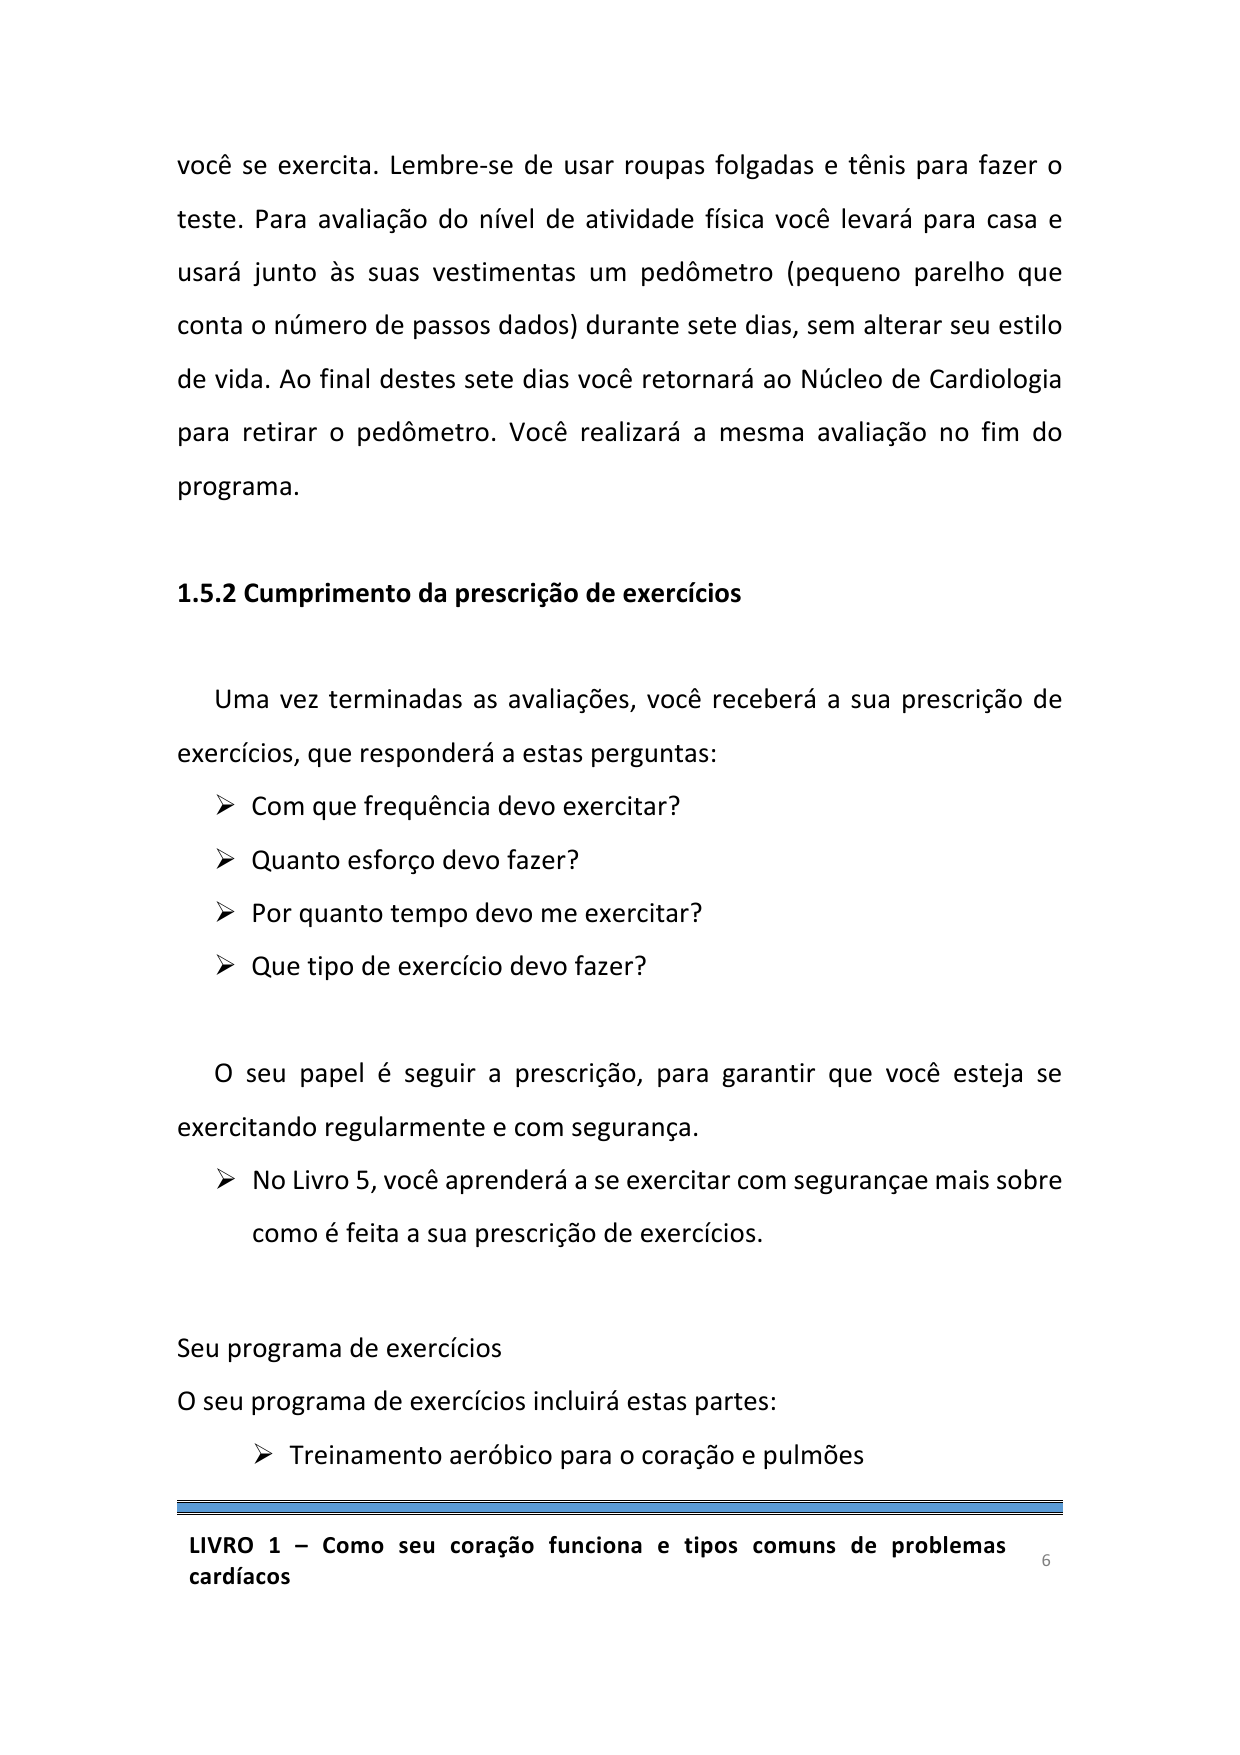 você se exercita. Lembre-se de usar roupas folgadas e tênis para fazer o
teste. Para avaliação do nível de atividade física você levará para casa e
usará junto às suas vestimentas um pedômetro (pequeno parelho que
conta o número de passos dados) durante sete dias, sem alterar seu estilo
de vida. Ao final destes sete dias você retornará ao Núcleo de Cardiologia
para retirar o pedômetro. Você realizará a mesma avaliação no fim do
programa.
1.5.2 Cumprimento da prescrição de exercícios
Uma vez terminadas as avaliações, você receberá a sua prescrição de
exercícios, que responderá a estas perguntas:
➢ Com que frequência devo exercitar?
➢ Quanto esforço devo fazer?
➢ Por quanto tempo devo me exercitar?
➢ Que tipo de exercício devo fazer?
O seu papel é seguir a prescrição, para garantir que você esteja se
exercitando regularmente e com segurança.
➢ No Livro 5, você aprenderá a se exercitar com segurançae mais sobre
como é feita a sua prescrição de exercícios.
Seu programa de exercícios
O seu programa de exercícios incluirá estas partes:
➢ Treinamento aeróbico para o coração e pulmões
LIVRO 1 – Como seu coração funciona e tipos comuns de problemas
cardíacos
6